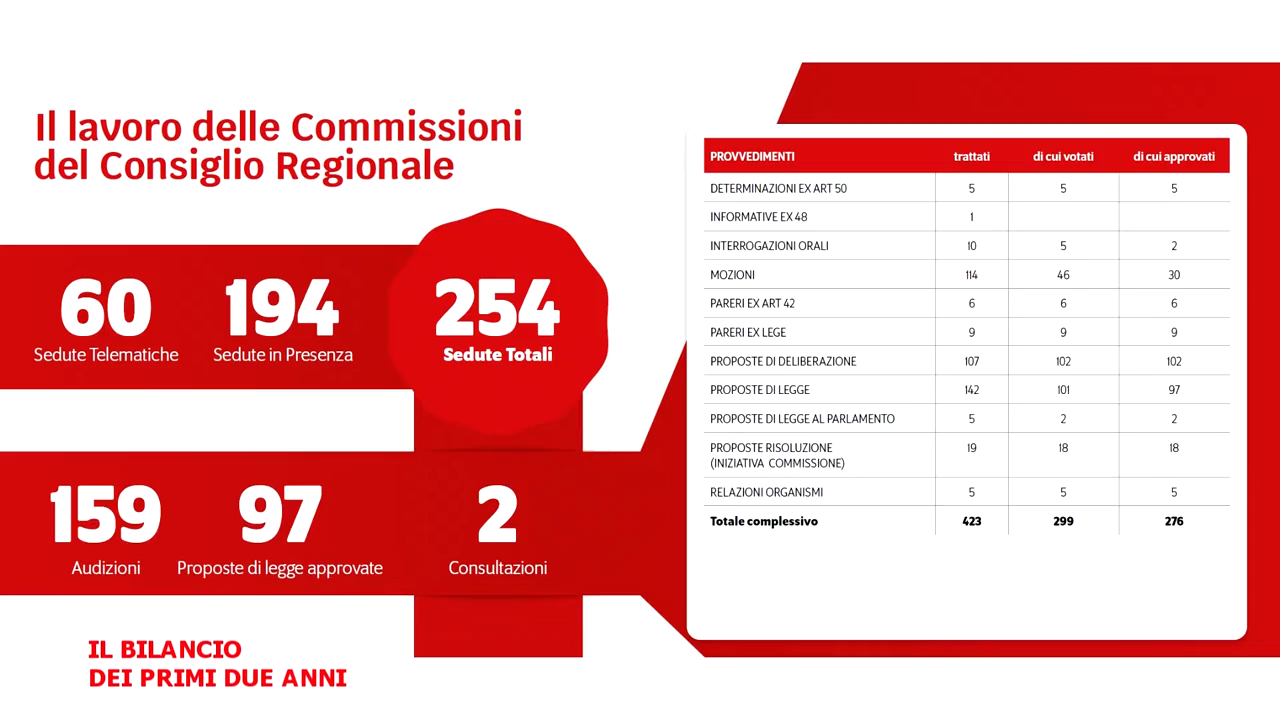 Il lavoro delle Commissioni
del Consiglio Regionale
60
Sedute Telematiche
194
Sedute in Presenza
254
Sedute Totali
159
Audizioni
97
Proposte di legge approvate
2
Consultazioni
IL BILANCIO
DEI PRIMI DUE ANNI
PROVVEDIMENTI trattati di cui votati di cui approvati
DETERMINAZIONI EX ART 50 5 5 5
INFORMATIVE EX 48 1
INTERROGAZIONI ORALI 10 5 2
MOZIONI 114 46 30
PARERI EX ART 42 6 6 6
PARERI EX LEGE 9 9 9
PROPOSTE DI DELIBERAZIONE 107 102 102
PROPOSTE DI LEGGE 142 101 97
PROPOSTE DI LEGGE AL PARLAMENTO 5 2 2
PROPOSTE RISOLUZIONE 19 18 18
(INIZIATIVA COMMISSIONE)
RELAZIONI ORGANISMI 5 5 5
Totale complessivo 423 299 276